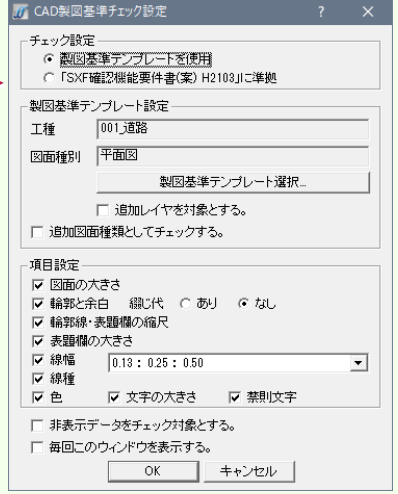 CAD製図基準チェック設定 ? ×
チェック設定
製図基準テンプレートを使用
「SXF確認機能要件書(案) H2103」に準拠
製図基準テンプレート設定
工種 001_道路
図面種別 平面図
製図基準テンプレート選択...
追加レイヤを対象とする。
追加図面種類としてチェックする。
項目設定
図面の大きさ
輪郭と余白 綴じ代 あり なし
輪郭線・表題欄の縮尺
表題欄の大きさ
線幅 0.13 : 0.25 : 0.50
線種
色 文字の大きさ 禁則文字
非表示データをチェック対象とする。
毎回このウィンドウを表示する。
OK キャンセル